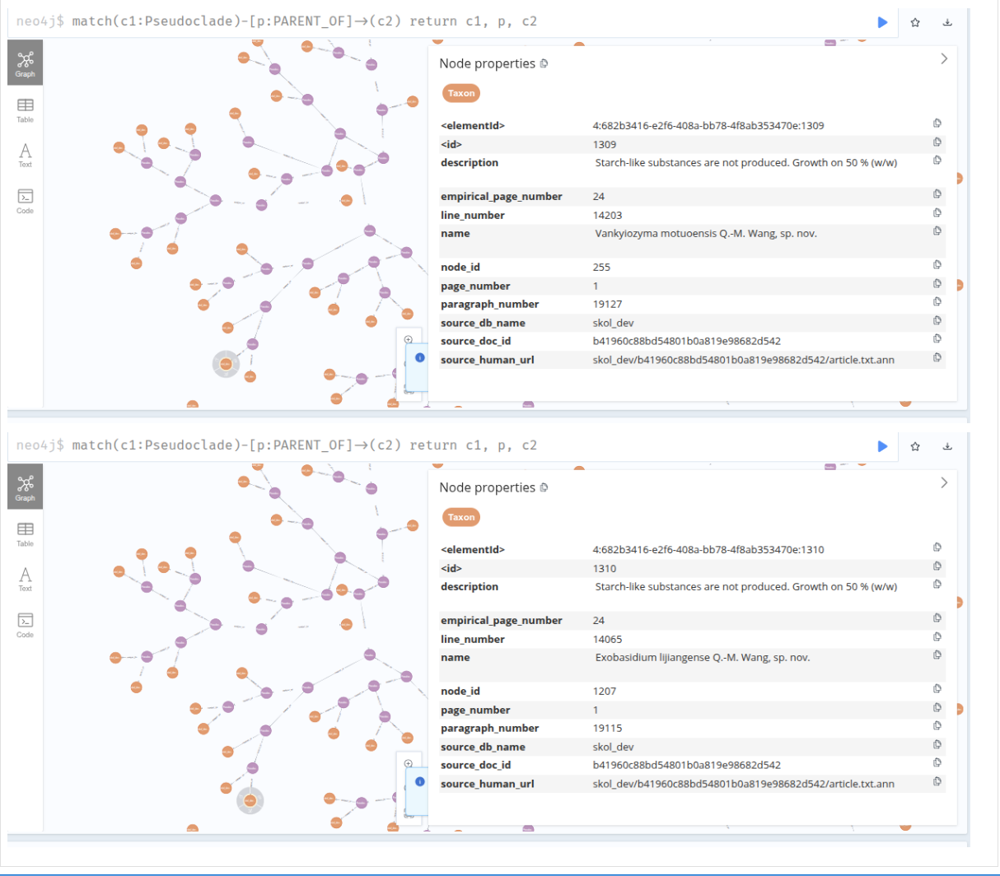 neo4j$ match(c1:Pseudoclade)-[p:PARENT_OF]→(c2) return c1, p, c2
Graph
Table
Text
Code
Node properties
Taxon
<elementId> 4:682b3416-e2f6-408a-bb78-4f8ab353470e:1309
<id> 1309
description Starch-like substances are not produced. Growth on 50 % (w/w)
empirical_page_number 24
line_number 14203
name Vankyiozyma motuoensis Q.-M. Wang, sp. nov.
node_id 255
page_number 1
paragraph_number 19127
source_db_name skol_dev
source_doc_id b41960c88bd54801b0a819e98682d542
source_human_url skol_dev/b41960c88bd54801b0a819e98682d542/article.txt.ann
neo4j$ match(c1:Pseudoclade)-[p:PARENT_OF]→(c2) return c1, p, c2
Graph
Table
Text
Code
Node properties
Taxon
<elementId> 4:682b3416-e2f6-408a-bb78-4f8ab353470e:1310
<id> 1310
description Starch-like substances are not produced. Growth on 50 % (w/w)
empirical_page_number 24
line_number 14065
name Exobasidium lijiangense Q.-M. Wang, sp. nov.
node_id 1207
page_number 1
paragraph_number 19115
source_db_name skol_dev
source_doc_id b41960c88bd54801b0a819e98682d542
source_human_url skol_dev/b41960c88bd54801b0a819e98682d542/article.txt.ann